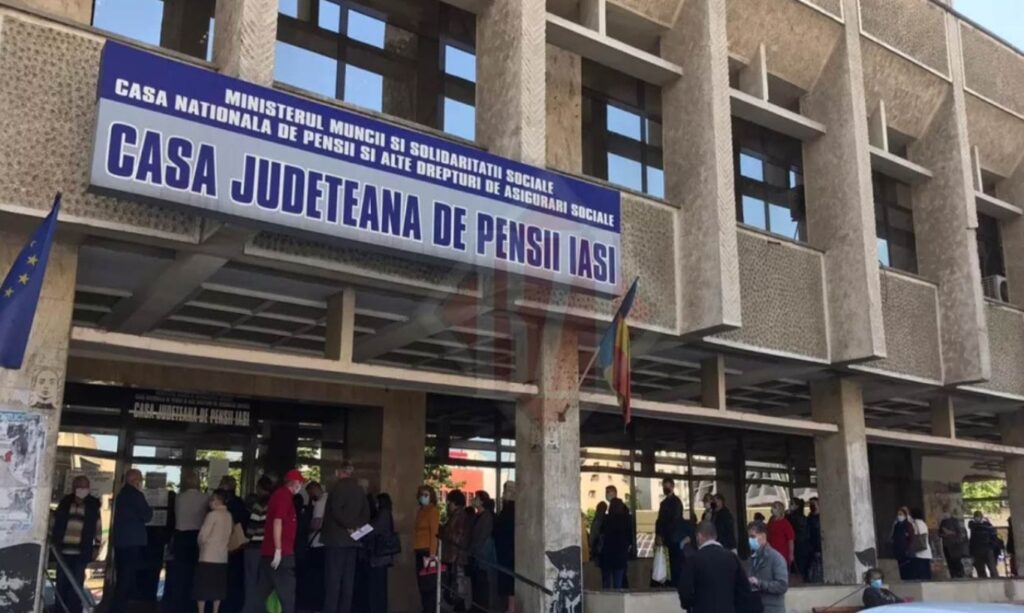 MINISTERUL MUNCII SI SOLIDARITATII SOCIALE
CASA NATIONALA DE PENSII SI ALTE DREPTURI DE ASIGURARI SOCIALE
CASA JUDETEANA DE PENSII IASI
CASA JUDETEANA DE PENSII IASI